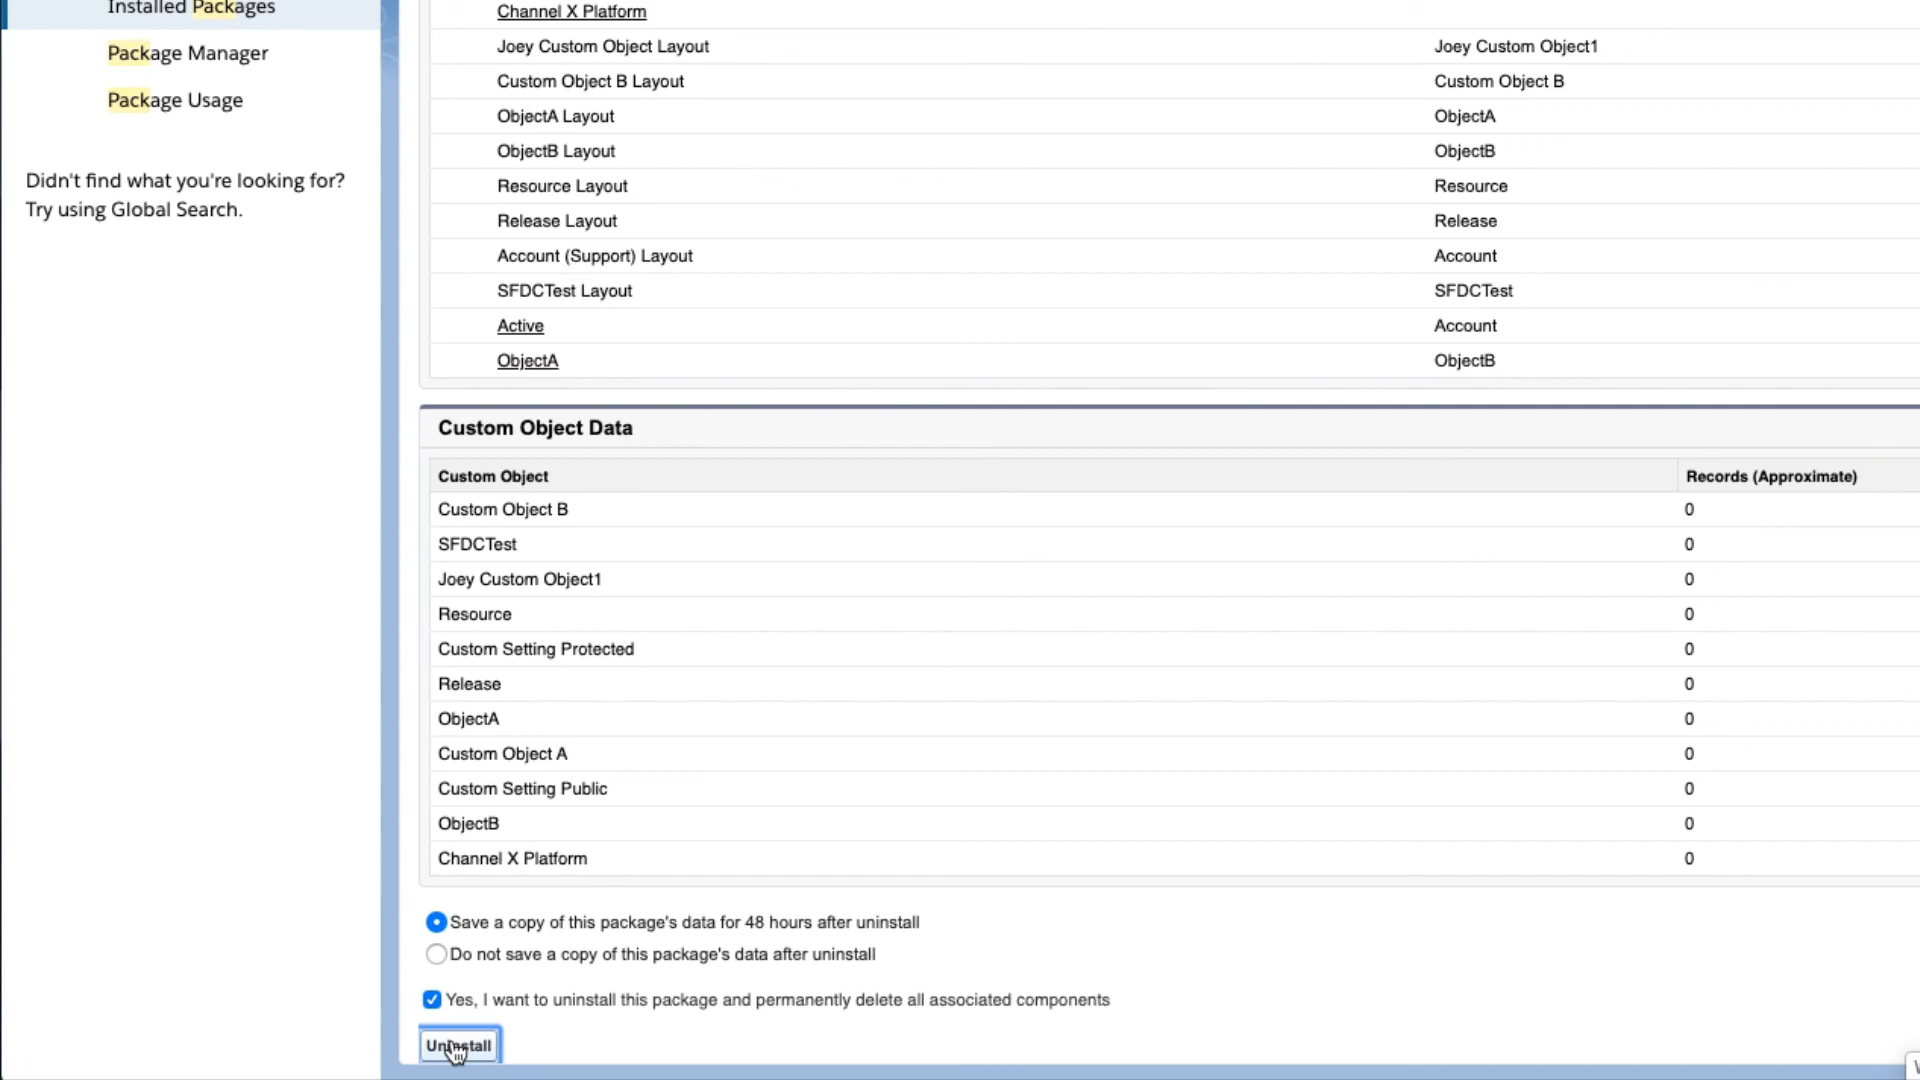 Installed Packages
Package Manager
Package Usage
Didn't find what you're looking for?
Try using Global Search.
Channel X Platform
Joey Custom Object Layout Joey Custom Object1
Custom Object B Layout Custom Object B
ObjectA Layout ObjectA
ObjectB Layout ObjectB
Resource Layout Resource
Release Layout Release
Account (Support) Layout Account
SFDCTest Layout SFDCTest
Active Account
ObjectA ObjectB
Custom Object Data
Custom Object Records (Approximate)
Custom Object B 0
SFDCTest 0
Joey Custom Object1 0
Resource 0
Custom Setting Protected 0
Release 0
ObjectA 0
Custom Object A 0
Custom Setting Public 0
ObjectB 0
Channel X Platform 0
Save a copy of this package's data for 48 hours after uninstall
Do not save a copy of this package's data after uninstall
Yes, I want to uninstall this package and permanently delete all associated components
Uninstall